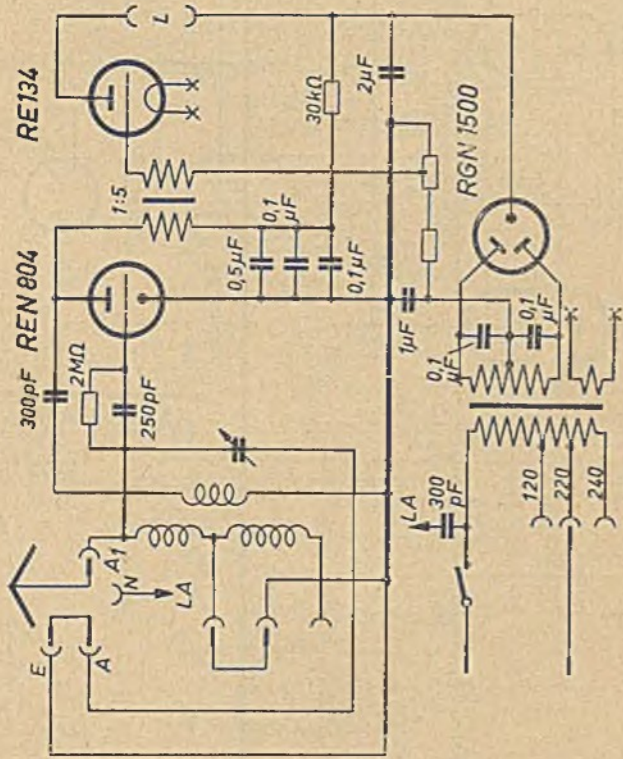 RE134
L
REN 804
1:5
300pF
2MΩ
250pF
0,5µF
0,1
µF
0,1µF
30kΩ
2µF
RGN 1500
1µF
0,1
µF
0,1
µF
A1
N
LA
E
A
LA
300
pF
120
220
240